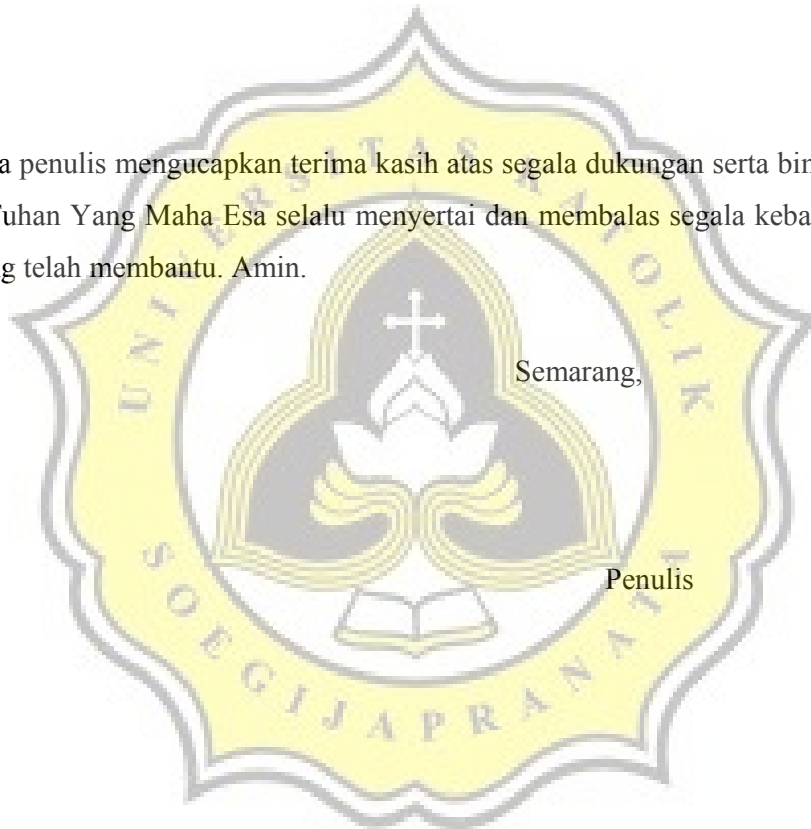 a penulis mengucapkan terima kasih atas segala dukungan serta bin
Tuhan Yang Maha Esa selalu menyertai dan membalas segala keba
g telah membantu. Amin.
Semarang,
Penulis
UNIVERSITAS KATOLIK
SOEGIJAPRANATA